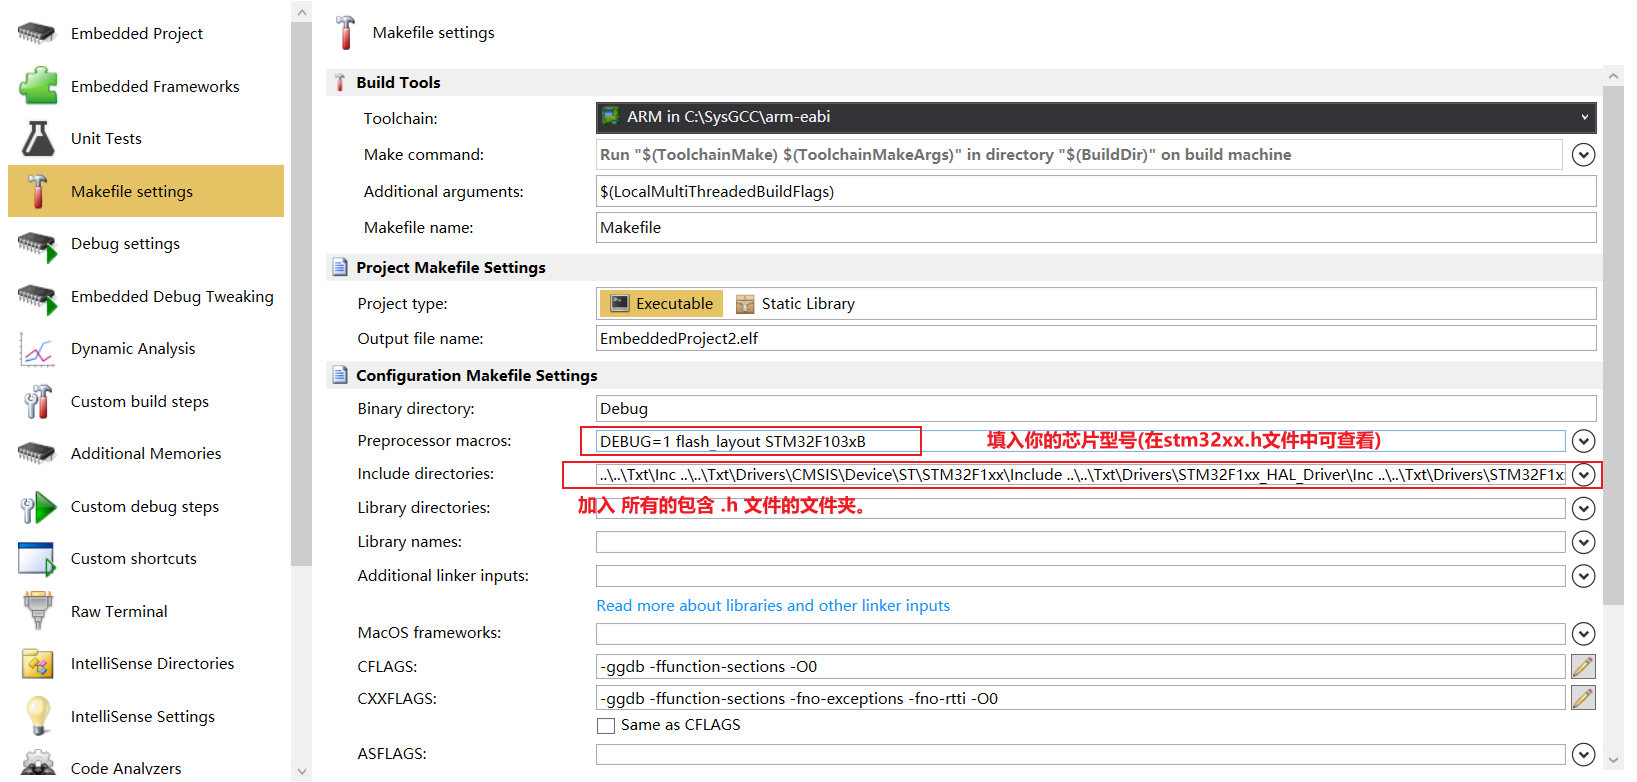 Embedded Project
Embedded Frameworks
Unit Tests
Makefile settings
Debug settings
Embedded Debug Tweaking
Dynamic Analysis
Custom build steps
Additional Memories
Custom debug steps
Custom shortcuts
Raw Terminal
IntelliSense Directories
IntelliSense Settings
Code Analyzers
Makefile settings
Build Tools
Toolchain: ARM in C:\SysGCC\arm-eabi
Make command: Run "$(ToolchainMake) $(ToolchainMakeArgs)" in directory "$(BuildDir)" on build machine
Additional arguments: $(LocalMultiThreadedBuildFlags)
Makefile name: Makefile
Project Makefile Settings
Project type: Executable Static Library
Output file name: EmbeddedProject2.elf
Configuration Makefile Settings
Binary directory: Debug
Preprocessor macros: DEBUG=1 flash_layout STM32F103xB 填入你的芯片型号(在stm32xx.h文件中可查看)
Include directories: ..\..\Txt\Inc ..\..\Txt\Drivers\CMSIS\Device\ST\STM32F1xx\Include ..\..\Txt\Drivers\STM32F1xx_HAL_Driver\Inc ..\..\Txt\Drivers\STM32F1x
加入 所有的包含 .h 文件的文件夹。
Library directories:
Library names:
Additional linker inputs:
Read more about libraries and other linker inputs
MacOS frameworks:
CFLAGS: -ggdb -ffunction-sections -O0
CXXFLAGS: -ggdb -ffunction-sections -fno-exceptions -fno-rtti -O0
Same as CFLAGS
ASFLAGS: